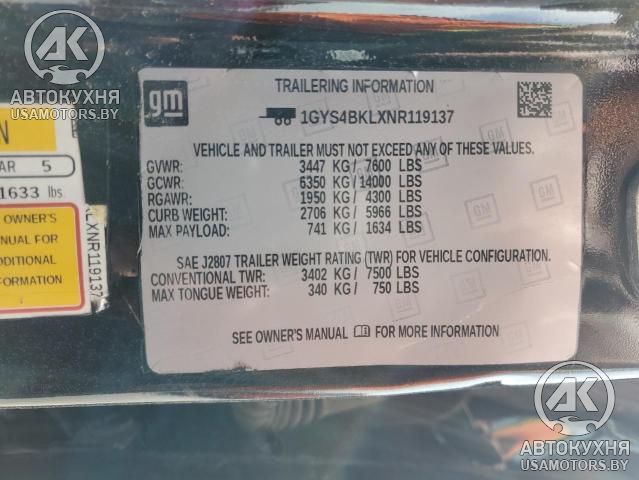 АК
АВТОКУХНЯ
USAMOTORS.BY
N
AR 5
1633 lbs
OWNER'S
MANUAL FOR
ADDITIONAL
INFORMATION
LXNR119137
gm
TRAILERING INFORMATION
1GYS4BKLXNR119137
VEHICLE AND TRAILER MUST NOT EXCEED ANY OF THESE VALUES.
GVWR: 3447 KG/ 7600 LBS
GCWR: 6350 KG/14000 LBS
RGAWR: 1950 KG/ 4300 LBS
CURB WEIGHT: 2706 KG/ 5966 LBS
MAX PAYLOAD: 741 KG/ 1634 LBS
SAE J2807 TRAILER WEIGHT RATING (TWR) FOR VEHICLE CONFIGURATION.
CONVENTIONAL TWR: 3402 KG/ 7500 LBS
MAX TONGUE WEIGHT: 340 KG/ 750 LBS
SEE OWNER'S MANUAL FOR MORE INFORMATION
АК
АВТОКУХНЯ
USAMOTORS.BY